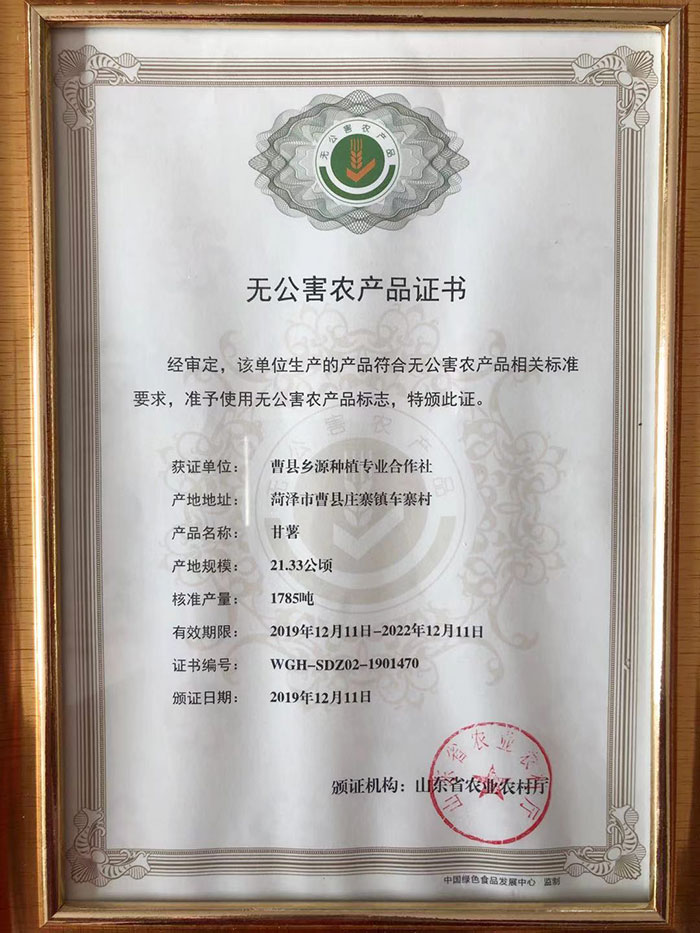 无公害农产品
无公害农产品证书
经审定，该单位生产的产品符合无公害农产品相关标准
要求，准予使用无公害农产品标志，特颁此证。
获证单位： 曹县乡源种植专业合作社
产地地址： 菏泽市曹县庄寨镇车寨村
产品名称： 甘薯
产地规模： 21.33公顷
核准产量： 1785吨
有效期限： 2019年12月11日-2022年12月11日
证书编号： WGH-SDZ02-1901470
颁证日期： 2019年12月11日
颁证机构：山东省农业农村厅
山东省农业农村厅
中国绿色食品发展中心 监制